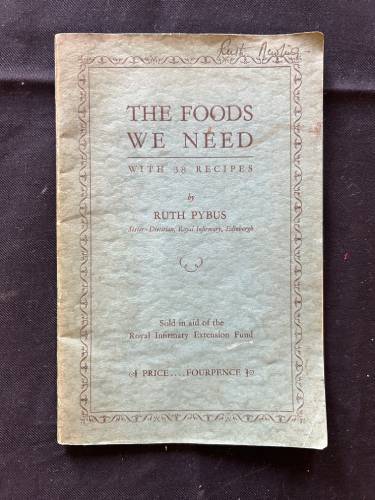 Ruth
THE FOODS
WE NEED
WITH 38 RECIPES
by
RUTH PYBUS
Sister-Dietitian, Royal Infirmary, Edinburgh
Sold in aid of the
Royal Infirmary Extension Fund
PRICE....FOURPENCE